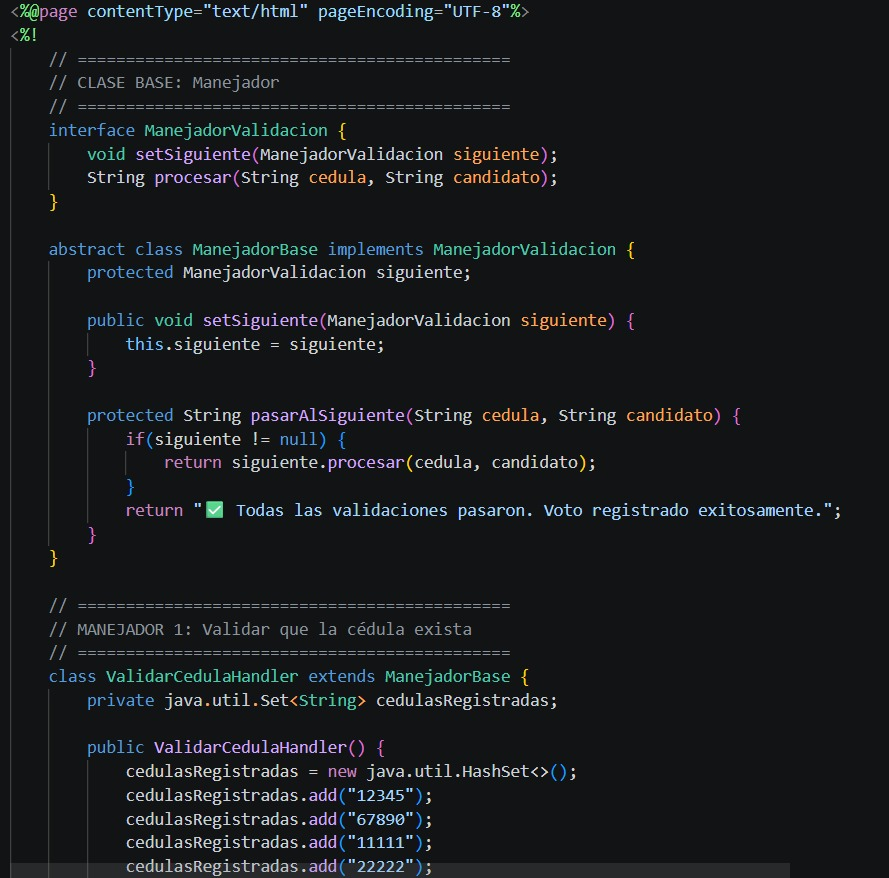 <%@page contentType="text/html" pageEncoding="UTF-8"%>
<%!
// =============================================
// CLASE BASE: Manejador
// =============================================
interface ManejadorValidacion {
void setSiguiente(ManejadorValidacion siguiente);
String procesar(String cedula, String candidato);
}
abstract class ManejadorBase implements ManejadorValidacion {
protected ManejadorValidacion siguiente;
public void setSiguiente(ManejadorValidacion siguiente) {
this.siguiente = siguiente;
}
protected String pasarAlSiguiente(String cedula, String candidato) {
if(siguiente != null) {
return siguiente.procesar(cedula, candidato);
}
return "✅ Todas las validaciones pasaron. Voto registrado exitosamente.";
}
}
// =============================================
// MANEJADOR 1: Validar que la cédula exista
// =============================================
class ValidarCedulaHandler extends ManejadorBase {
private java.util.Set<String> cedulasRegistradas;
public ValidarCedulaHandler() {
cedulasRegistradas = new java.util.HashSet<>();
cedulasRegistradas.add("12345");
cedulasRegistradas.add("67890");
cedulasRegistradas.add("11111");
cedulasRegistradas.add("22222");